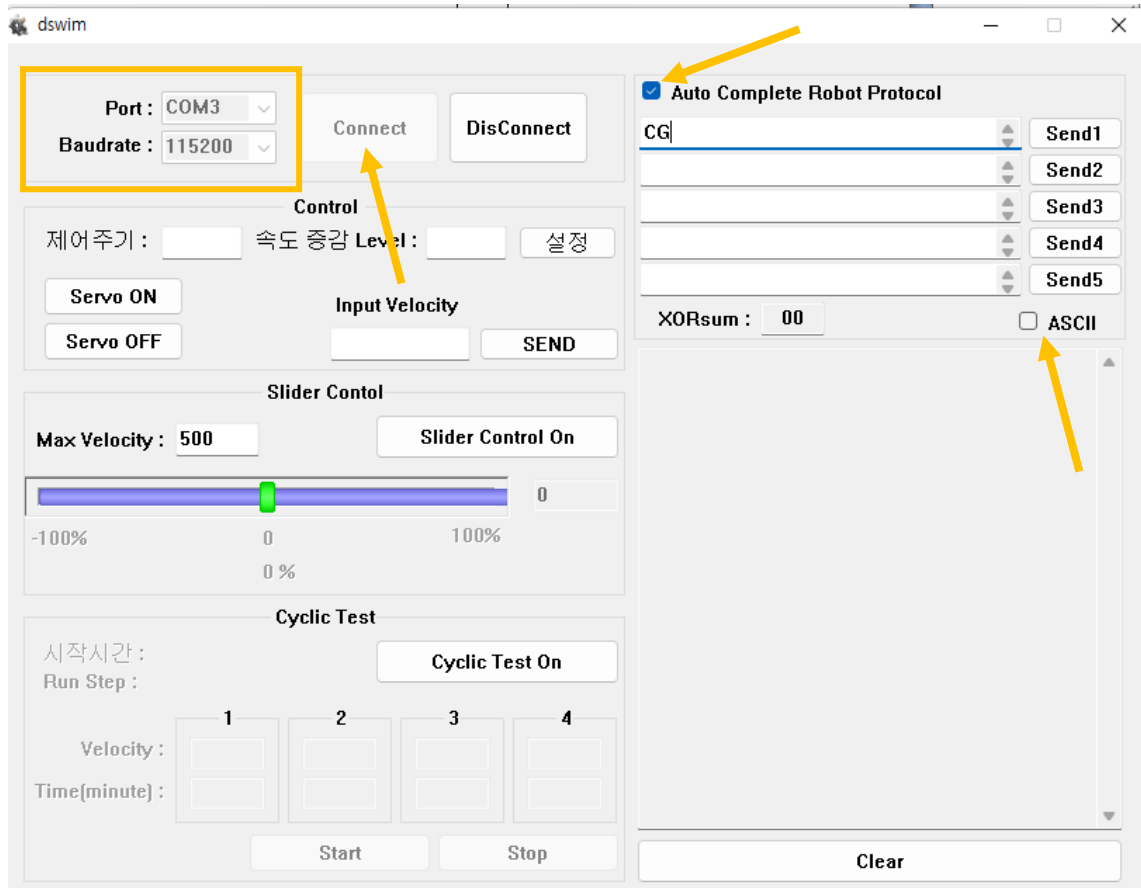 dswim
Port : COM3
Baudrate : 115200
Connect
DisConnect
Control
제어주기 : 속도 증감 Level : 설정
Servo ON
Servo OFF
Input Velocity
SEND
Slider Contol
Max Velocity : 500
Slider Control On
0
-100% 0 100%
0 %
Cyclic Test
시작시간 :
Run Step :
Cyclic Test On
1 2 3 4
Velocity :
Time(minute) :
Start Stop
Auto Complete Robot Protocol
CG Send1
Send2
Send3
Send4
Send5
XORsum : 00 ASCII
Clear